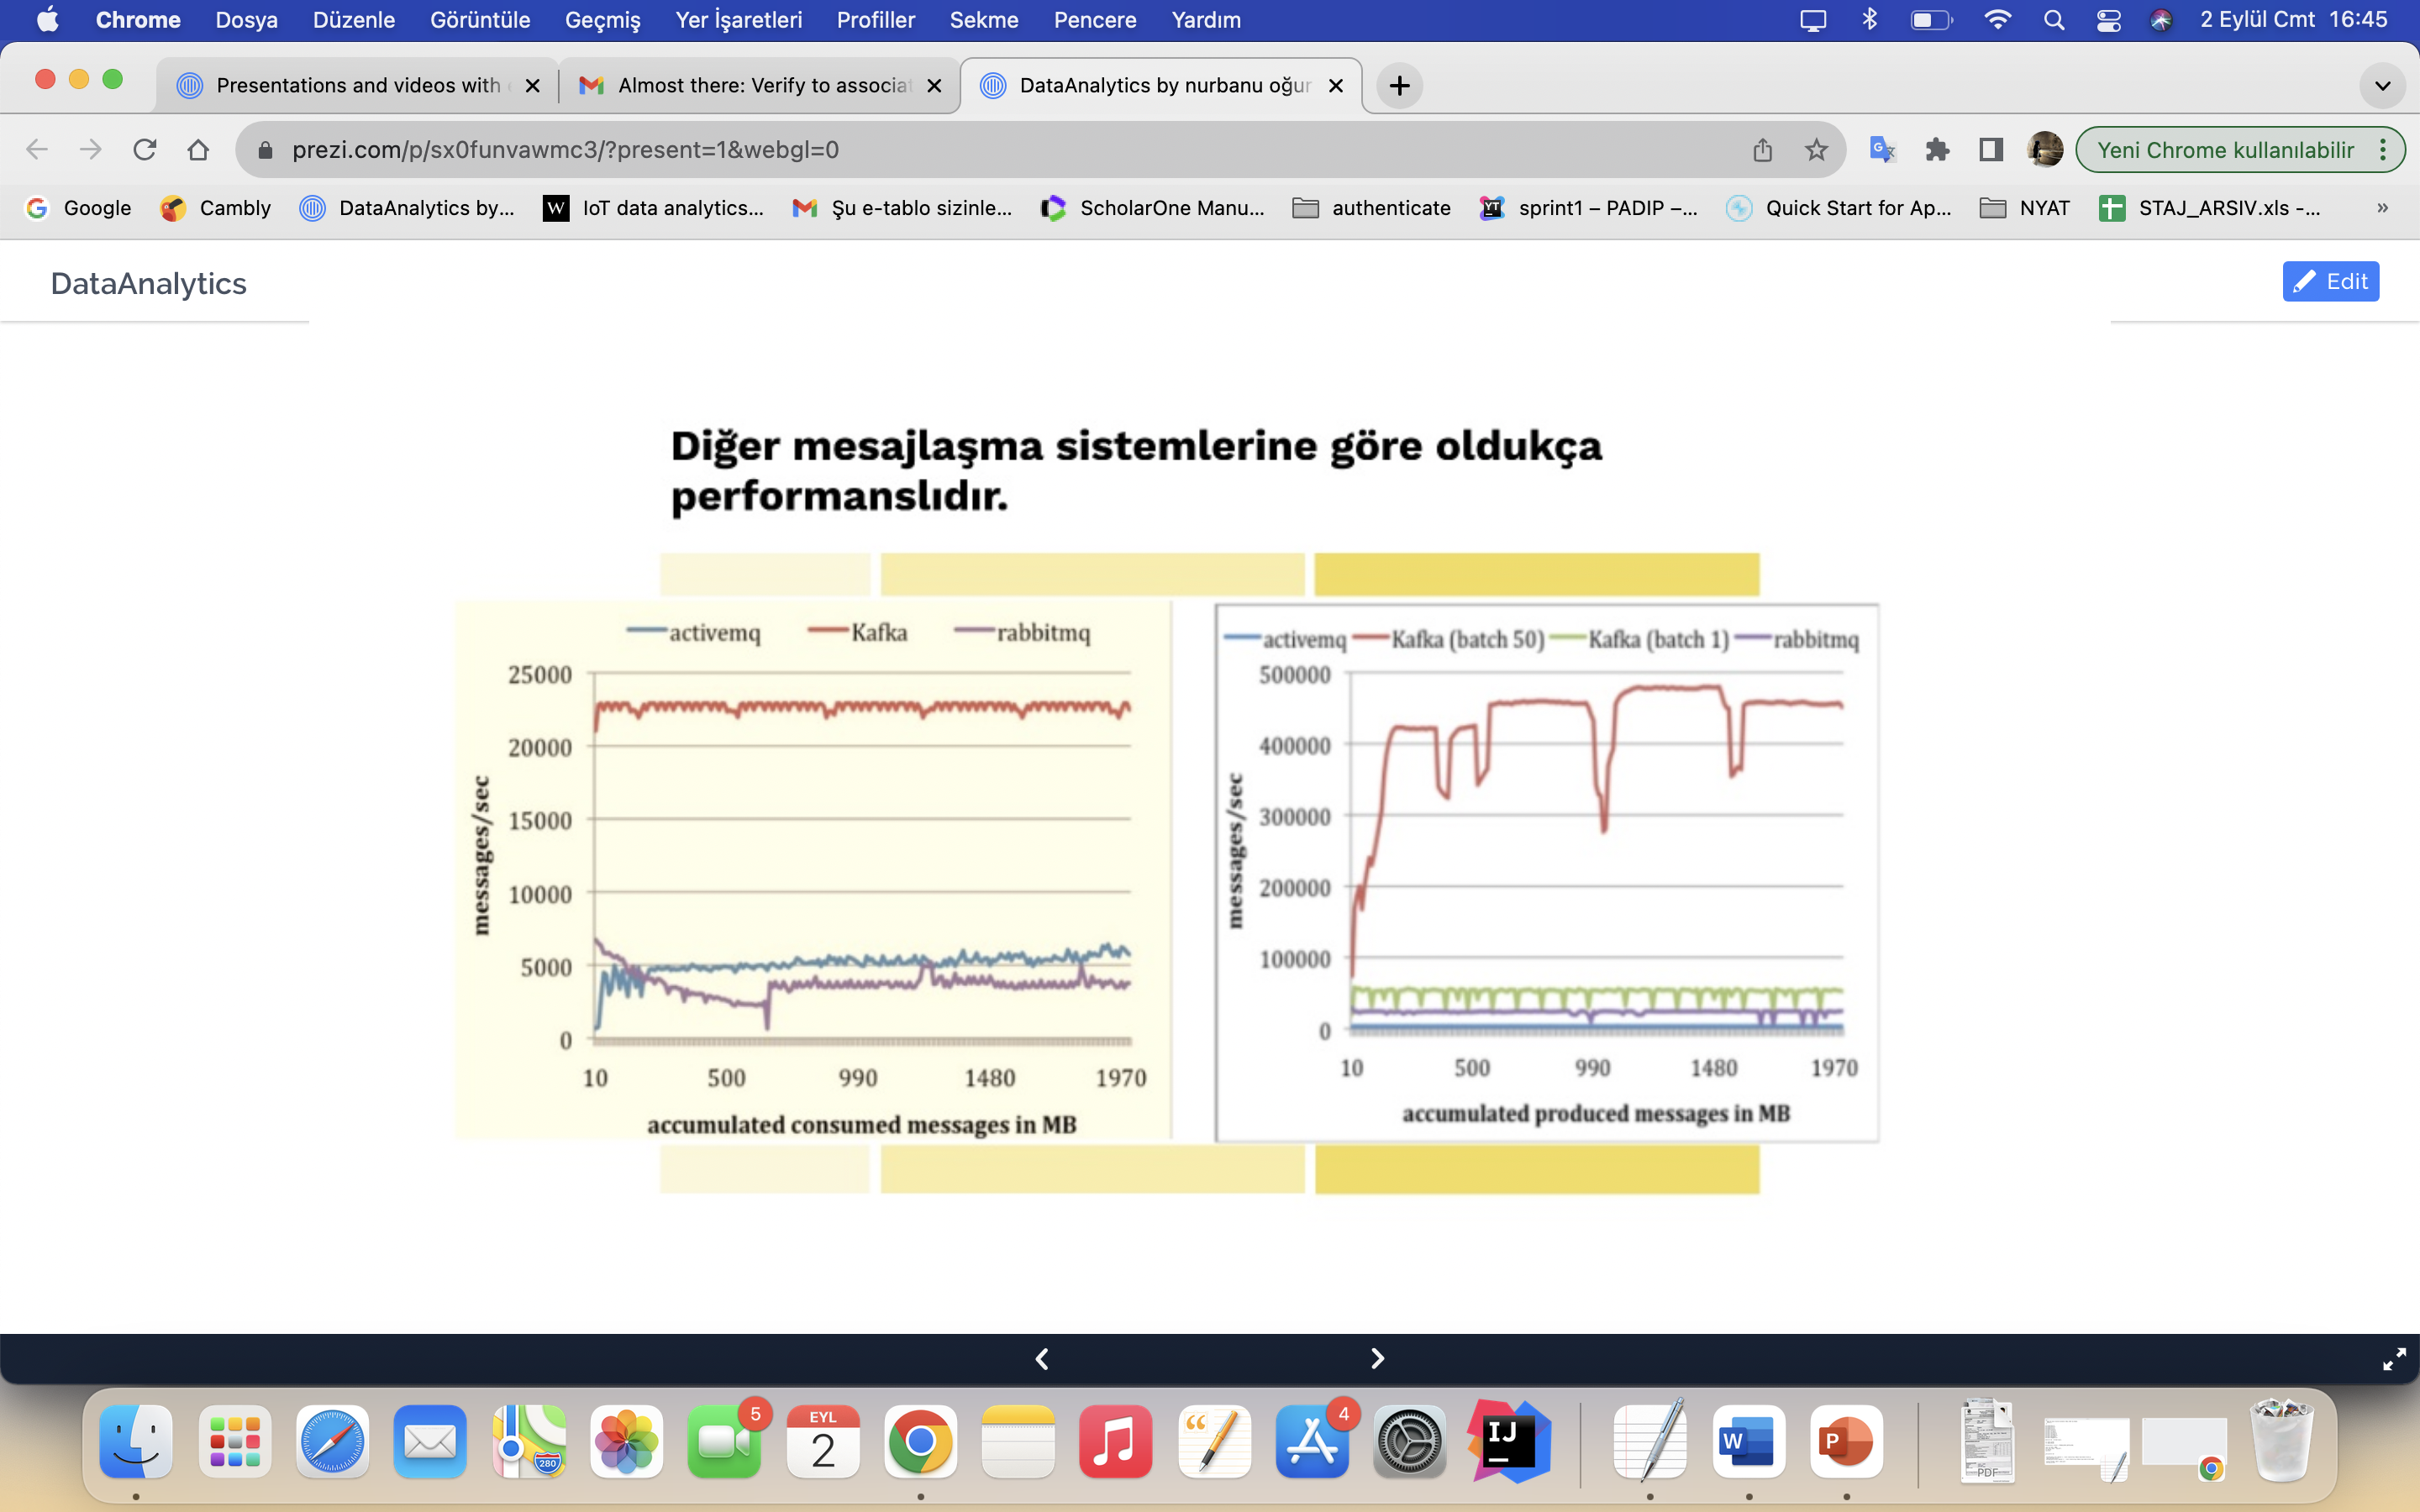 Chrome Dosya Düzenle Görüntüle Geçmiş Yer İşaretleri Profiller Sekme Pencere Yardım 2 Eylül Cmt 16:45
Presentations and videos with Almost there: Verify to associat DataAnalytics by nurbanu oğur
prezi.com/p/sx0funvawmc3/?present=1&webgl=0 Yeni Chrome kullanılabilir
Google Cambly DataAnalytics by... W IoT data analytics... Şu e-tablo sizinle... ScholarOne Manu... authenticate YT sprint1 – PADIP –... Quick Start for Ap... NYAT STAJ_ARSIV.xls -... »
DataAnalytics
Edit
Diğer mesajlaşma sistemlerine göre oldukça
performanslıdır.
activemq Kafka rabbitmq
25000
20000
15000
10000
5000
0
messages/sec
10 500 990 1480 1970
accumulated consumed messages in MB
activemq Kafka (batch 50) Kafka (batch 1) rabbitmq
500000
400000
300000
200000
100000
0
messages/sec
10 500 990 1480 1970
accumulated produced messages in MB
280
5
EYL
2
4
IJ
W
P
PDF